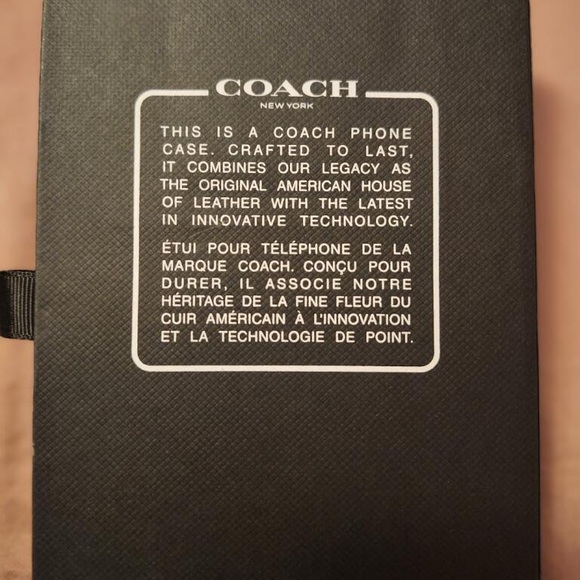 COACH
NEW YORK
THIS IS A COACH PHONE
CASE. CRAFTED TO LAST,
IT COMBINES OUR LEGACY AS
THE ORIGINAL AMERICAN HOUSE
OF LEATHER WITH THE LATEST
IN INNOVATIVE TECHNOLOGY.
ÉTUI POUR TÉLÉPHONE DE LA
MARQUE COACH. CONÇU POUR
DURER, IL ASSOCIE NOTRE
HÉRITAGE DE LA FINE FLEUR DU
CUIR AMÉRICAIN À L'INNOVATION
ET LA TECHNOLOGIE DE POINT.